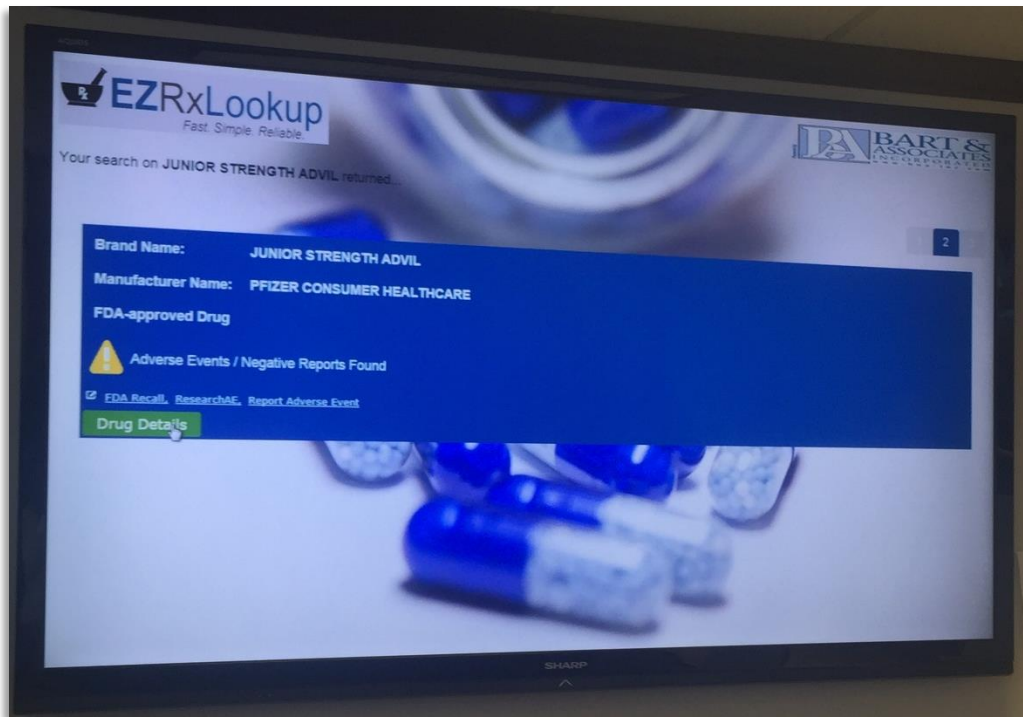 AQUOS
EZRxLookup
Fast. Simple. Reliable.
BA BART &
ASSOCIATES
INCORPORATED
Your search on JUNIOR STRENGTH ADVIL returned...
2
Brand Name: JUNIOR STRENGTH ADVIL
Manufacturer Name: PFIZER CONSUMER HEALTHCARE
FDA-approved Drug
Adverse Events / Negative Reports Found
FDA Recall, ResearchAE, Report Adverse Event
Drug Details
SHARP